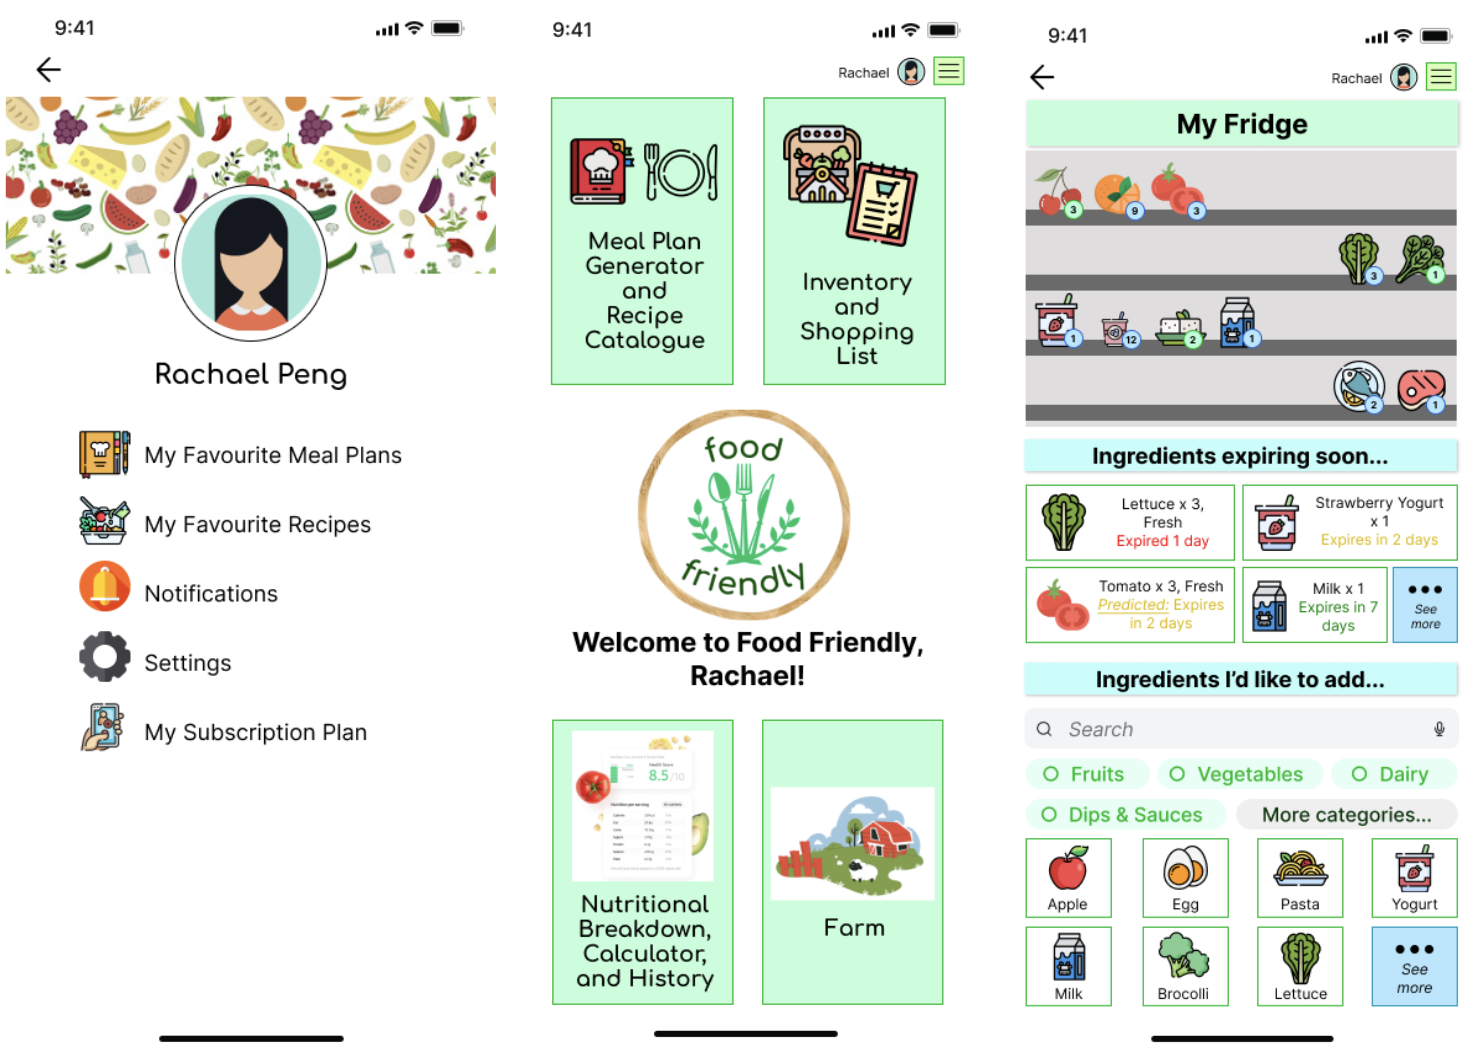 9:41
Rachael Peng
My Favourite Meal Plans
My Favourite Recipes
Notifications
Settings
My Subscription Plan
9:41
Rachael
Meal Plan
Generator
and
Recipe
Catalogue
Inventory
and
Shopping
List
food
friendly
Welcome to Food Friendly,
Rachael!
Health Score
8.5/10
Nutrition per serving
Nutritional
Breakdown,
Calculator,
and History
Farm
9:41
Rachael
My Fridge
3
9
3
3
1
1
12
2
1
2
1
Ingredients expiring soon...
Lettuce x 3,
Fresh
Expired 1 day
Strawberry Yogurt
x 1
Expires in 2 days
Tomato x 3, Fresh
Predicted: Expires
in 2 days
Milk x 1
Expires in 7
days
See
more
Ingredients I'd like to add...
Search
Fruits
Vegetables
Dairy
Dips & Sauces
More categories...
Apple
Egg
Pasta
Yogurt
Milk
Brocolli
Lettuce
See
more